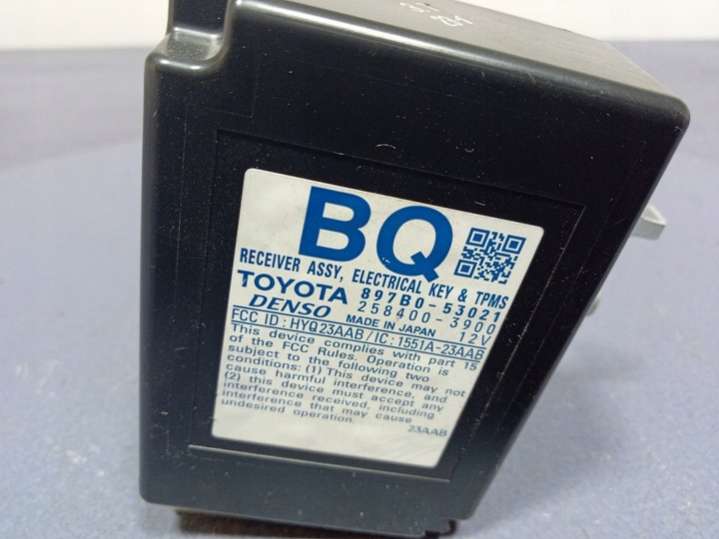 BQ
RECEIVER ASSY, ELECTRICAL KEY & TPMS
TOYOTA 897B0-53021
DENSO 258400-3900
MADE IN JAPAN 12V
FCC ID : HYQ23AAB / IC : 1551A-23AAB
This device complies with part 15
of the FCC Rules. Operation is
subject to the following two
conditions: (1) This device may not
cause harmful interference, and
(2) this device must accept any
interference received, including
interference that may cause
undesired operation.
23AAB